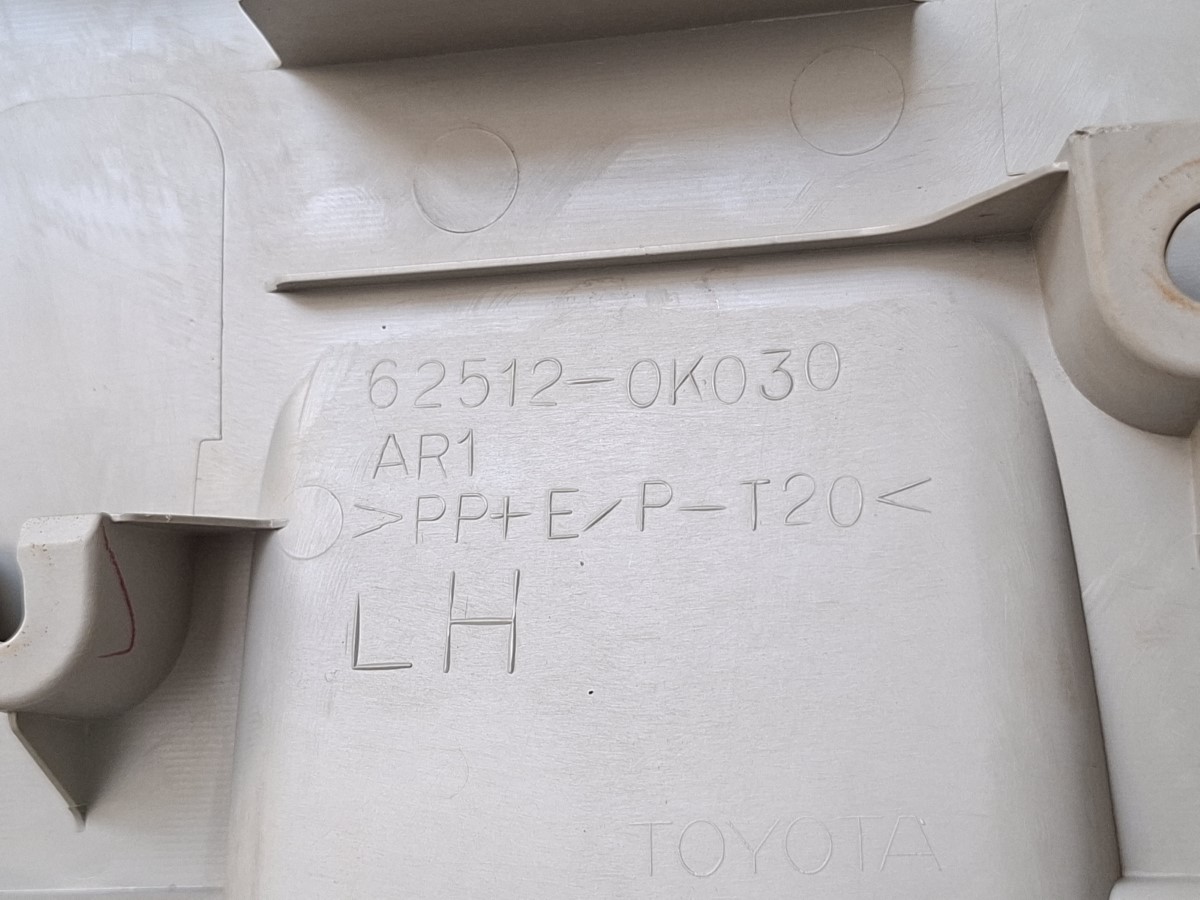 62512-0K030
AR1
>PP+E/P-T20<
LH
TOYOTA